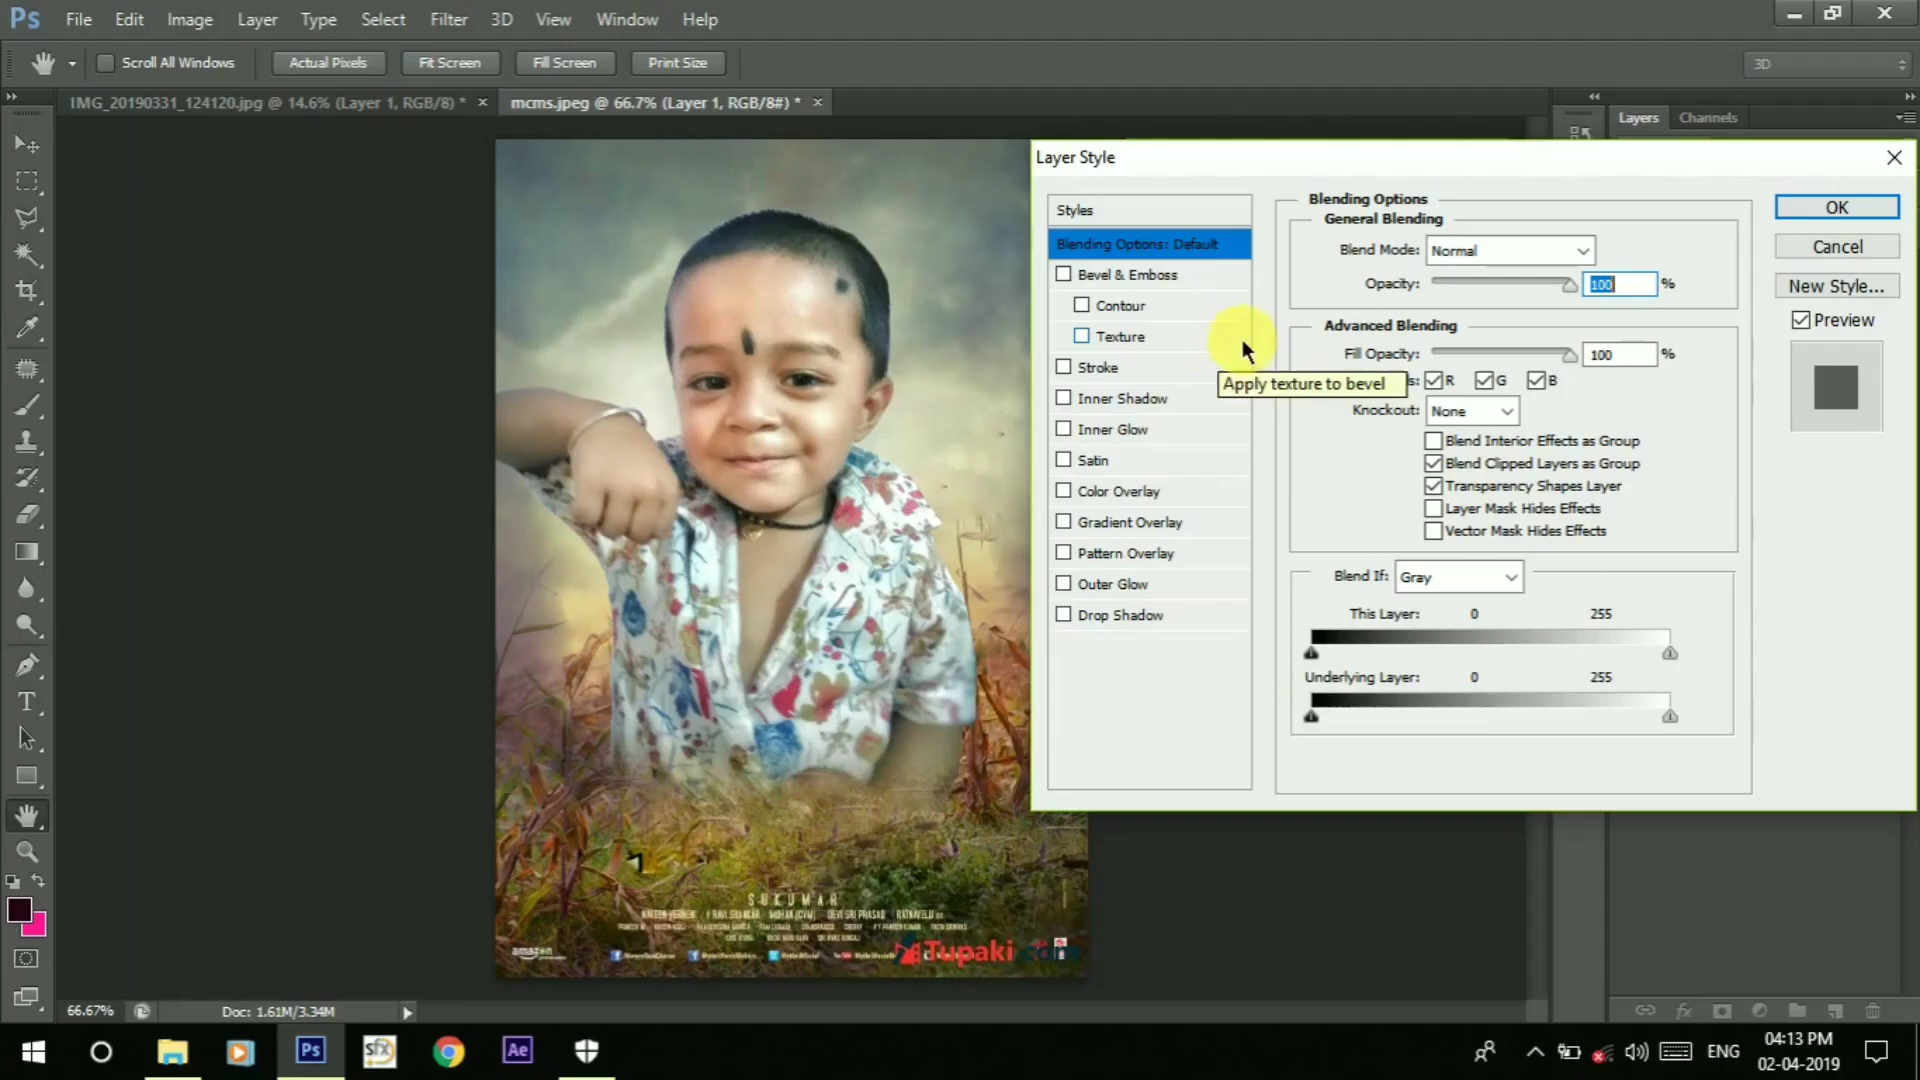 Ps File Edit Image Layer Type Select Filter 3D View Window Help
Scroll All Windows Actual Pixels Fit Screen Fill Screen Print Size 3D
IMG_20190331_124120.jpg @ 14.6% (Layer 1, RGB/8) * × mcms.jpeg @ 66.7% (Layer 1, RGB/8#) * ×
Layers Channels
Layer Style
Styles
Blending Options: Default
Bevel & Emboss
Contour
Texture
Stroke
Inner Shadow
Inner Glow
Satin
Color Overlay
Gradient Overlay
Pattern Overlay
Outer Glow
Drop Shadow
Blending Options
General Blending
Blend Mode: Normal
Opacity: 100 %
Advanced Blending
Fill Opacity: 100 %
R G B
Apply texture to bevel
Knockout: None
Blend Interior Effects as Group
Blend Clipped Layers as Group
Transparency Shapes Layer
Layer Mask Hides Effects
Vector Mask Hides Effects
Blend If: Gray
This Layer: 0 255
Underlying Layer: 0 255
OK
Cancel
New Style...
Preview
SUKUMAR
DEVI SRI PRASAD
amazon
Tupaki
66.67% Doc: 1.61M/3.34M
Ps sfx Ae
ENG
04:13 PM
02-04-2019